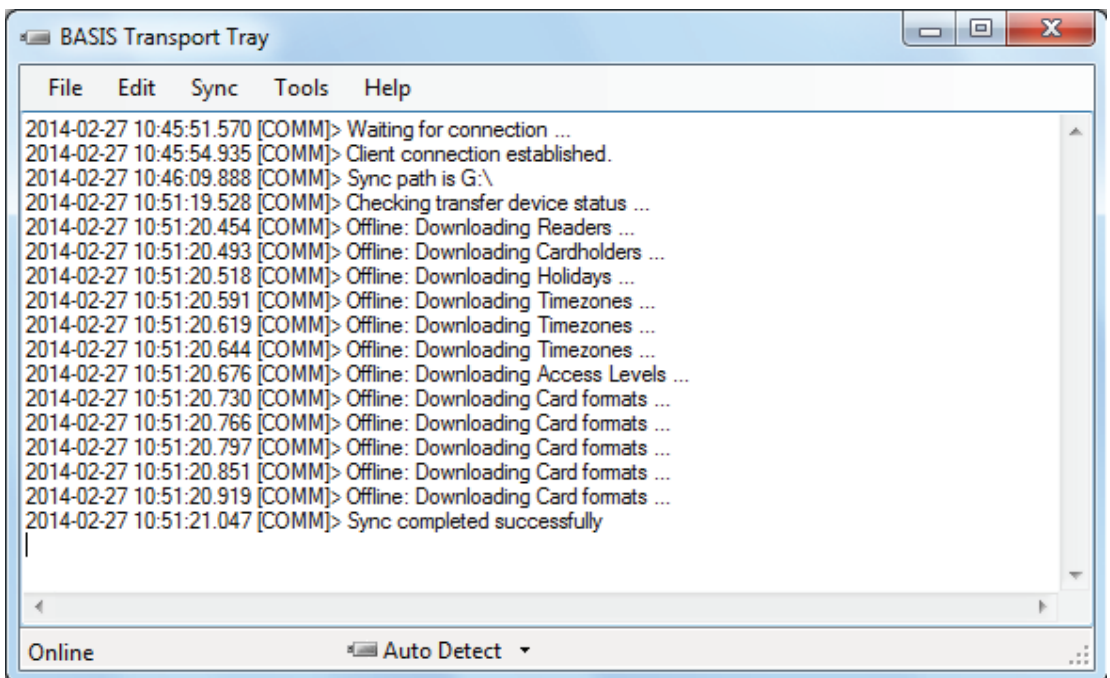 BASIS Transport Tray
File Edit Sync Tools Help
2014-02-27 10:45:51.570 [COMM]> Waiting for connection ...
2014-02-27 10:45:54.935 [COMM]> Client connection established.
2014-02-27 10:46:09.888 [COMM]> Sync path is G:\
2014-02-27 10:51:19.528 [COMM]> Checking transfer device status ...
2014-02-27 10:51:20.454 [COMM]> Offline: Downloading Readers ...
2014-02-27 10:51:20.493 [COMM]> Offline: Downloading Cardholders ...
2014-02-27 10:51:20.518 [COMM]> Offline: Downloading Holidays ...
2014-02-27 10:51:20.591 [COMM]> Offline: Downloading Timezones ...
2014-02-27 10:51:20.619 [COMM]> Offline: Downloading Timezones ...
2014-02-27 10:51:20.644 [COMM]> Offline: Downloading Timezones ...
2014-02-27 10:51:20.676 [COMM]> Offline: Downloading Access Levels ...
2014-02-27 10:51:20.730 [COMM]> Offline: Downloading Card formats ...
2014-02-27 10:51:20.766 [COMM]> Offline: Downloading Card formats ...
2014-02-27 10:51:20.797 [COMM]> Offline: Downloading Card formats ...
2014-02-27 10:51:20.851 [COMM]> Offline: Downloading Card formats ...
2014-02-27 10:51:20.919 [COMM]> Offline: Downloading Card formats ...
2014-02-27 10:51:21.047 [COMM]> Sync completed successfully
Online Auto Detect